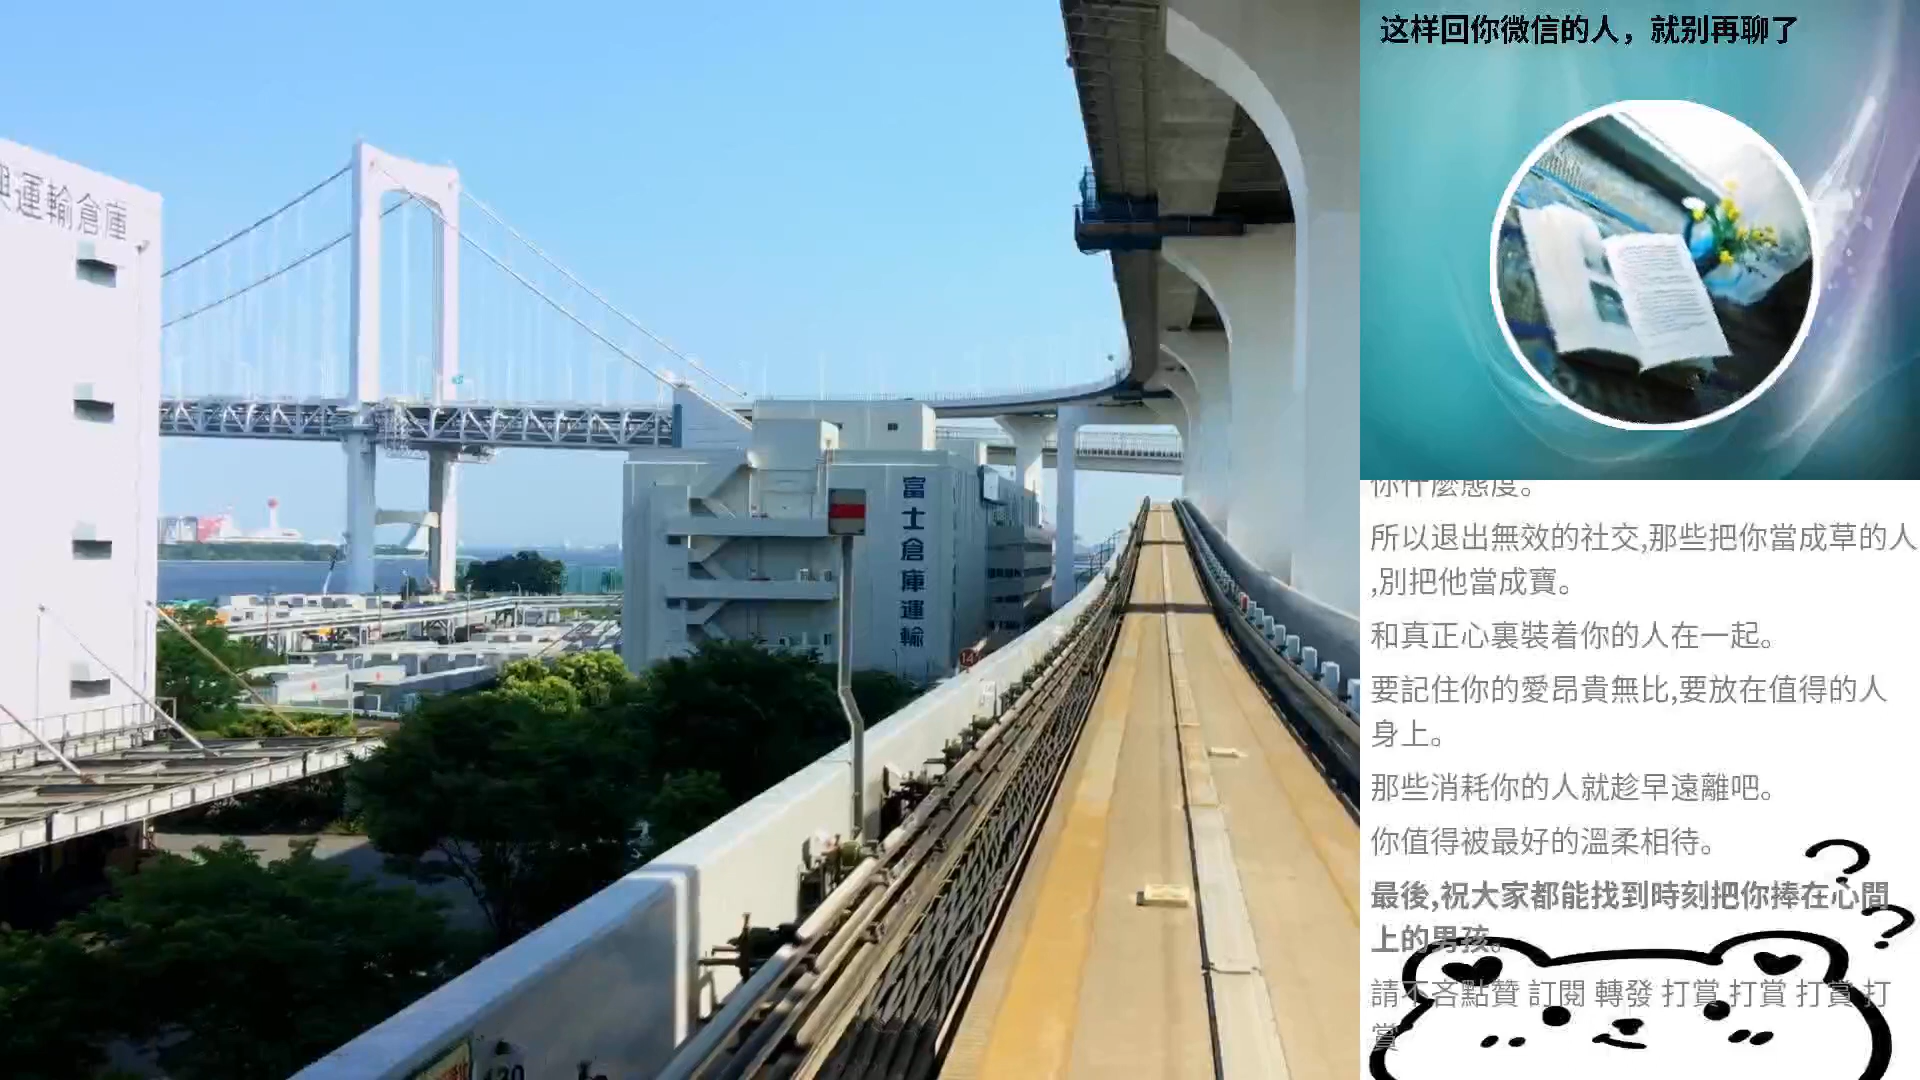 運輸倉庫
富士倉庫運輸
14
130
这样回你微信的人，就别再聊了
你什麼態度。
所以退出無效的社交,那些把你當成草的人
,別把他當成寶。
和真正心裏裝着你的人在一起。
要記住你的愛昂貴無比,要放在值得的人
身上。
那些消耗你的人就趁早遠離吧。
你值得被最好的溫柔相待。
最後,祝大家都能找到時刻把你捧在心間
上的男孩。
請不吝點贊 訂閱 轉發 打賞 打賞 打賞 打
賞